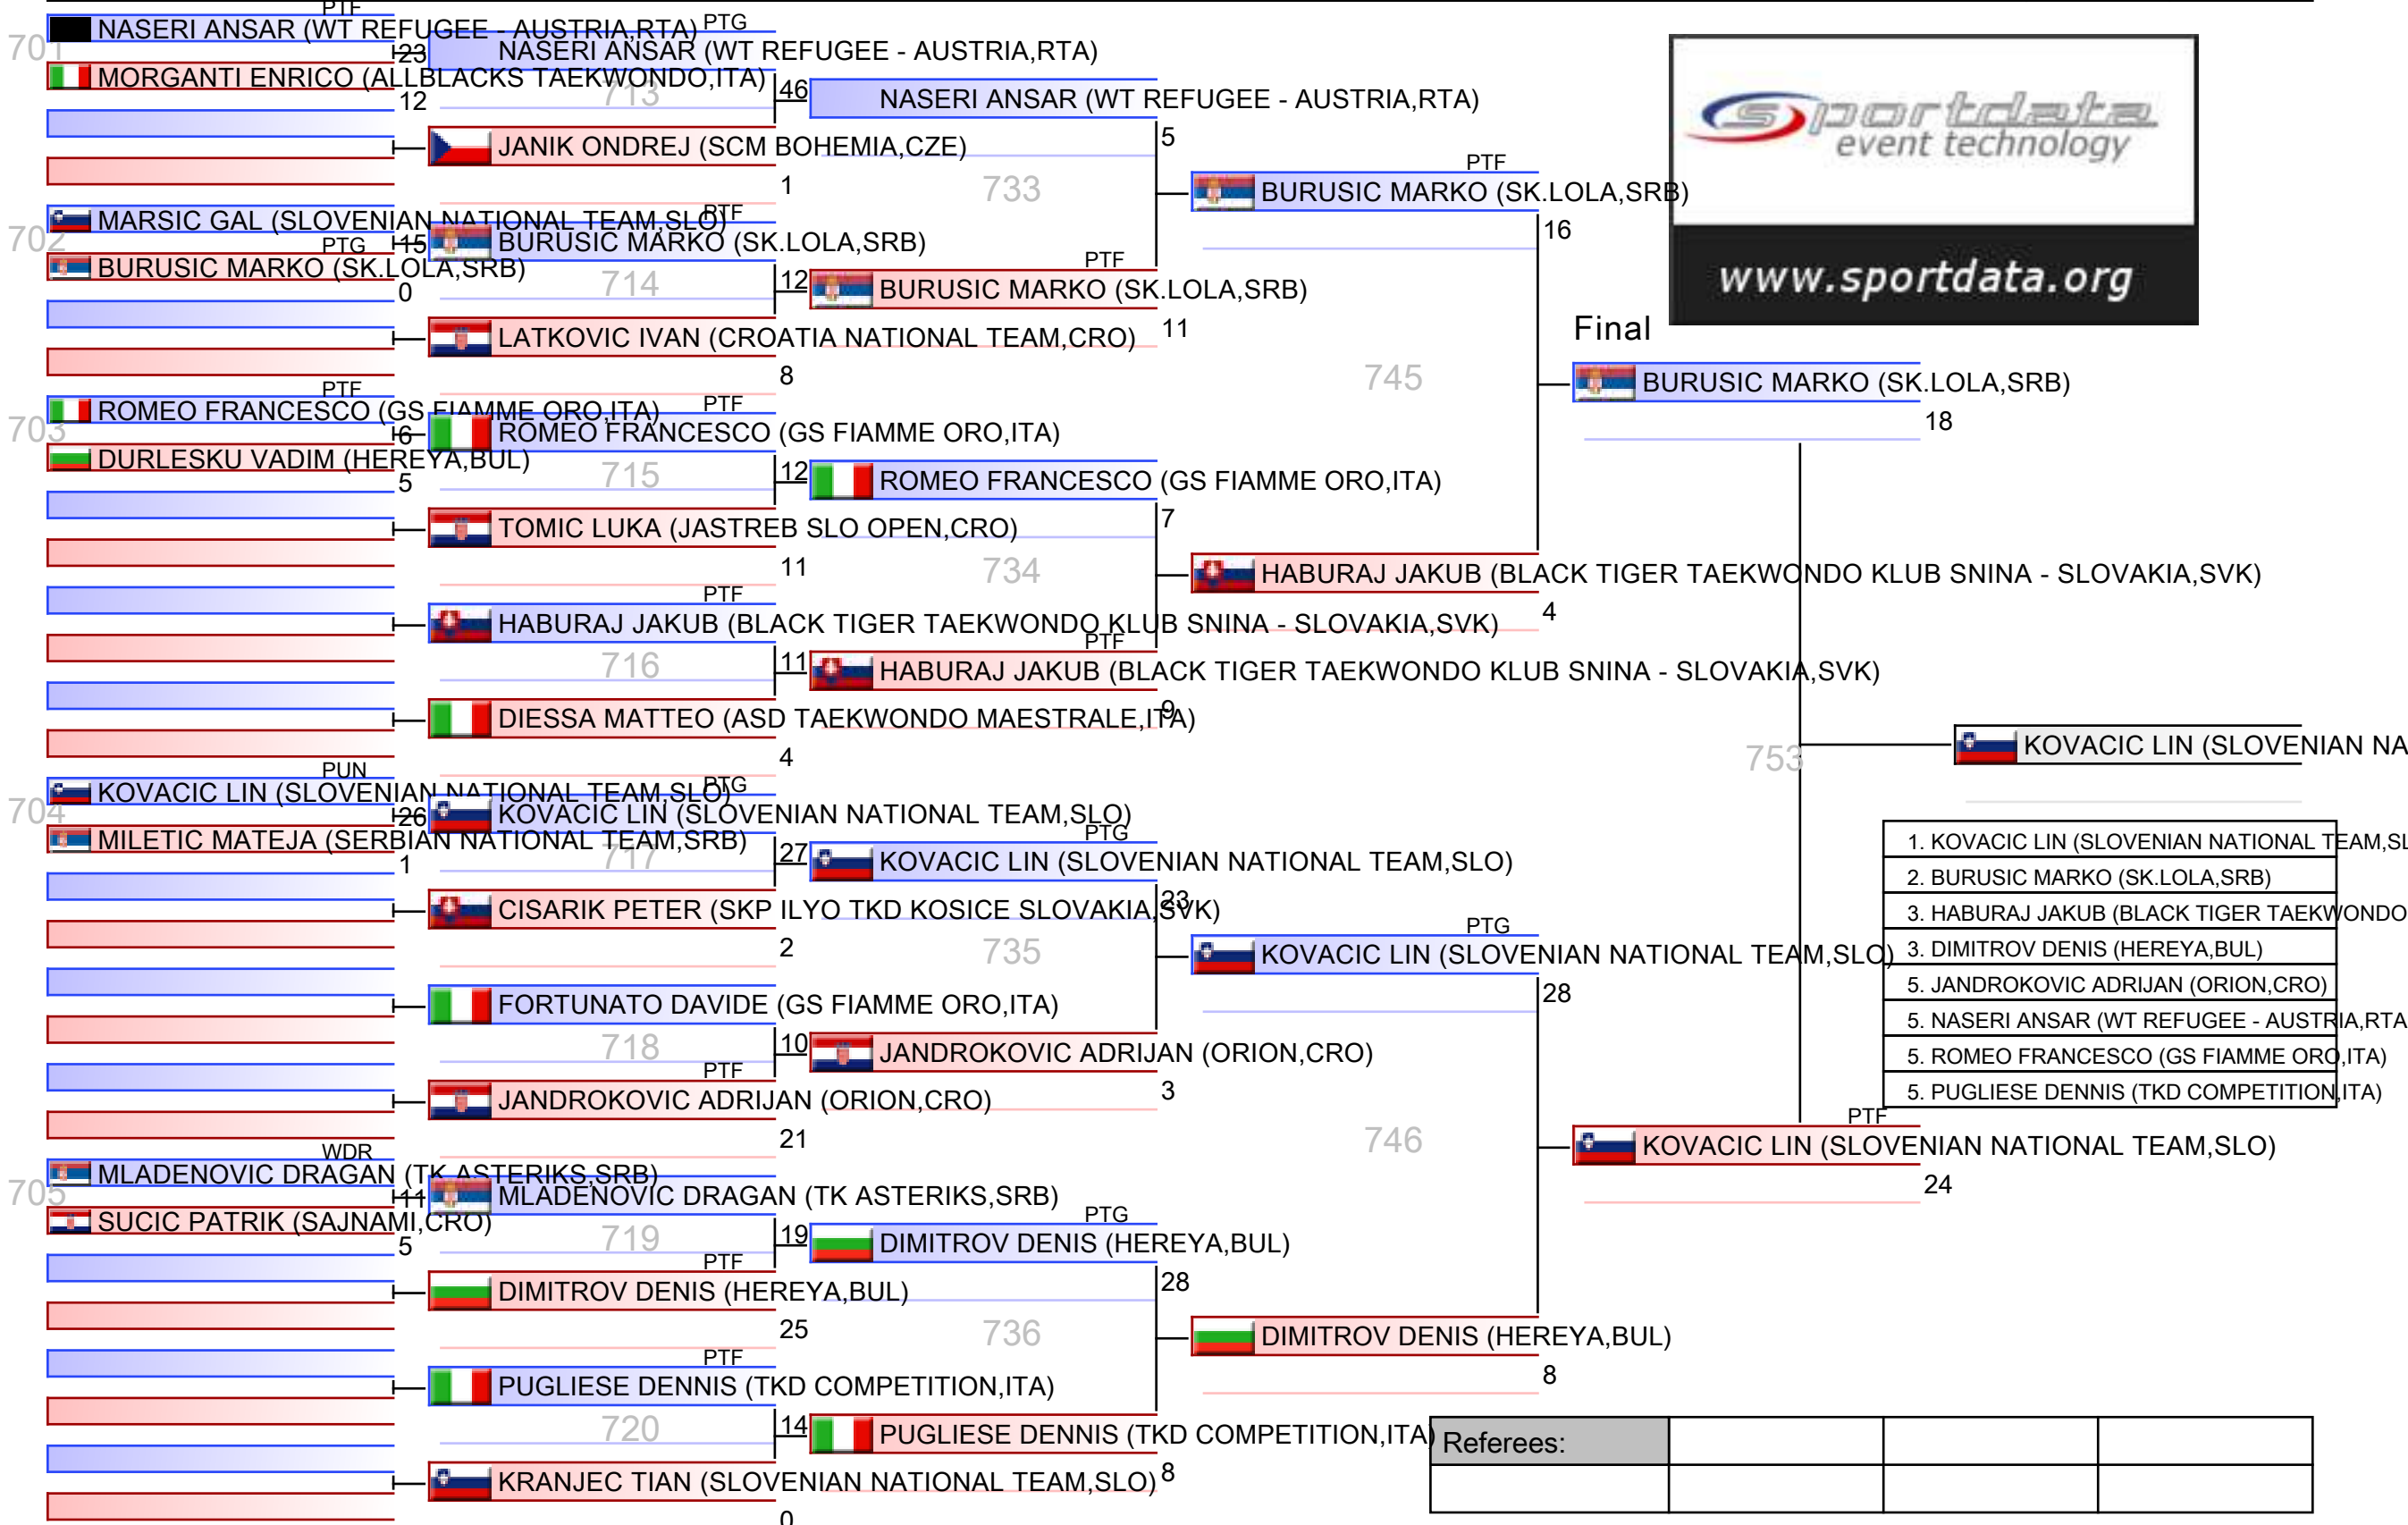 PTF
701
NASERI ANSAR (WT REFUGEE - AUSTRIA,RTA)
23
MORGANTI ENRICO (ALLBLACKS TAEKWONDO,ITA)
12
702
MARSIC GAL (SLOVENIAN NATIONAL TEAM,SLO)
15
PTG
BURUSIC MARKO (SK.LOLA,SRB)
0
PTF
703
ROMEO FRANCESCO (GS FIAMME ORO,ITA)
6
DURLESKU VADIM (HEREYA,BUL)
5
PUN
704
KOVACIC LIN (SLOVENIAN NATIONAL TEAM,SLO)
26
MILETIC MATEJA (SERBIAN NATIONAL TEAM,SRB)
1
WDR
705
MLADENOVIC DRAGAN (TK ASTERIKS,SRB)
11
SUCIC PATRIK (SAJNAMI,CRO)
5
PTG
NASERI ANSAR (WT REFUGEE - AUSTRIA,RTA)
713
46
JANIK ONDREJ (SCM BOHEMIA,CZE)
1
PTF
BURUSIC MARKO (SK.LOLA,SRB)
714
12
LATKOVIC IVAN (CROATIA NATIONAL TEAM,CRO)
8
PTF
ROMEO FRANCESCO (GS FIAMME ORO,ITA)
715
12
TOMIC LUKA (JASTREB SLO OPEN,CRO)
11
PTF
HABURAJ JAKUB (BLACK TIGER TAEKWONDO KLUB SNINA - SLOVAKIA,SVK)
716
11
DIESSA MATTEO (ASD TAEKWONDO MAESTRALE,ITA)
4
PTG
KOVACIC LIN (SLOVENIAN NATIONAL TEAM,SLO)
717
27
CISARIK PETER (SKP ILYO TKD KOSICE SLOVAKIA,SVK)
2
FORTUNATO DAVIDE (GS FIAMME ORO,ITA)
718
10
PTF
JANDROKOVIC ADRIJAN (ORION,CRO)
21
MLADENOVIC DRAGAN (TK ASTERIKS,SRB)
719
19
PTF
DIMITROV DENIS (HEREYA,BUL)
25
PTF
PUGLIESE DENNIS (TKD COMPETITION,ITA)
720
14
KRANJEC TIAN (SLOVENIAN NATIONAL TEAM,SLO)
0
NASERI ANSAR (WT REFUGEE - AUSTRIA,RTA)
5
733
PTF
BURUSIC MARKO (SK.LOLA,SRB)
11
ROMEO FRANCESCO (GS FIAMME ORO,ITA)
7
734
PTF
HABURAJ JAKUB (BLACK TIGER TAEKWONDO KLUB SNINA - SLOVAKIA,SVK)
9
PTG
KOVACIC LIN (SLOVENIAN NATIONAL TEAM,SLO)
23
735
JANDROKOVIC ADRIJAN (ORION,CRO)
3
PTG
DIMITROV DENIS (HEREYA,BUL)
28
736
PUGLIESE DENNIS (TKD COMPETITION,ITA)
8
PTF
BURUSIC MARKO (SK.LOLA,SRB)
16
745
HABURAJ JAKUB (BLACK TIGER TAEKWONDO KLUB SNINA - SLOVAKIA,SVK)
4
PTG
KOVACIC LIN (SLOVENIAN NATIONAL TEAM,SLO)
28
746
DIMITROV DENIS (HEREYA,BUL)
8
sportdata
event technology
www.sportdata.org
Final
BURUSIC MARKO (SK.LOLA,SRB)
18
753
PTF
KOVACIC LIN (SLOVENIAN NATIONAL TEAM,SLO)
24
KOVACIC LIN (SLOVENIAN NA
1. KOVACIC LIN (SLOVENIAN NATIONAL TEAM,SL
2. BURUSIC MARKO (SK.LOLA,SRB)
3. HABURAJ JAKUB (BLACK TIGER TAEKWONDO
3. DIMITROV DENIS (HEREYA,BUL)
5. JANDROKOVIC ADRIJAN (ORION,CRO)
5. NASERI ANSAR (WT REFUGEE - AUSTRIA,RTA
5. ROMEO FRANCESCO (GS FIAMME ORO,ITA)
5. PUGLIESE DENNIS (TKD COMPETITION,ITA)
Referees: